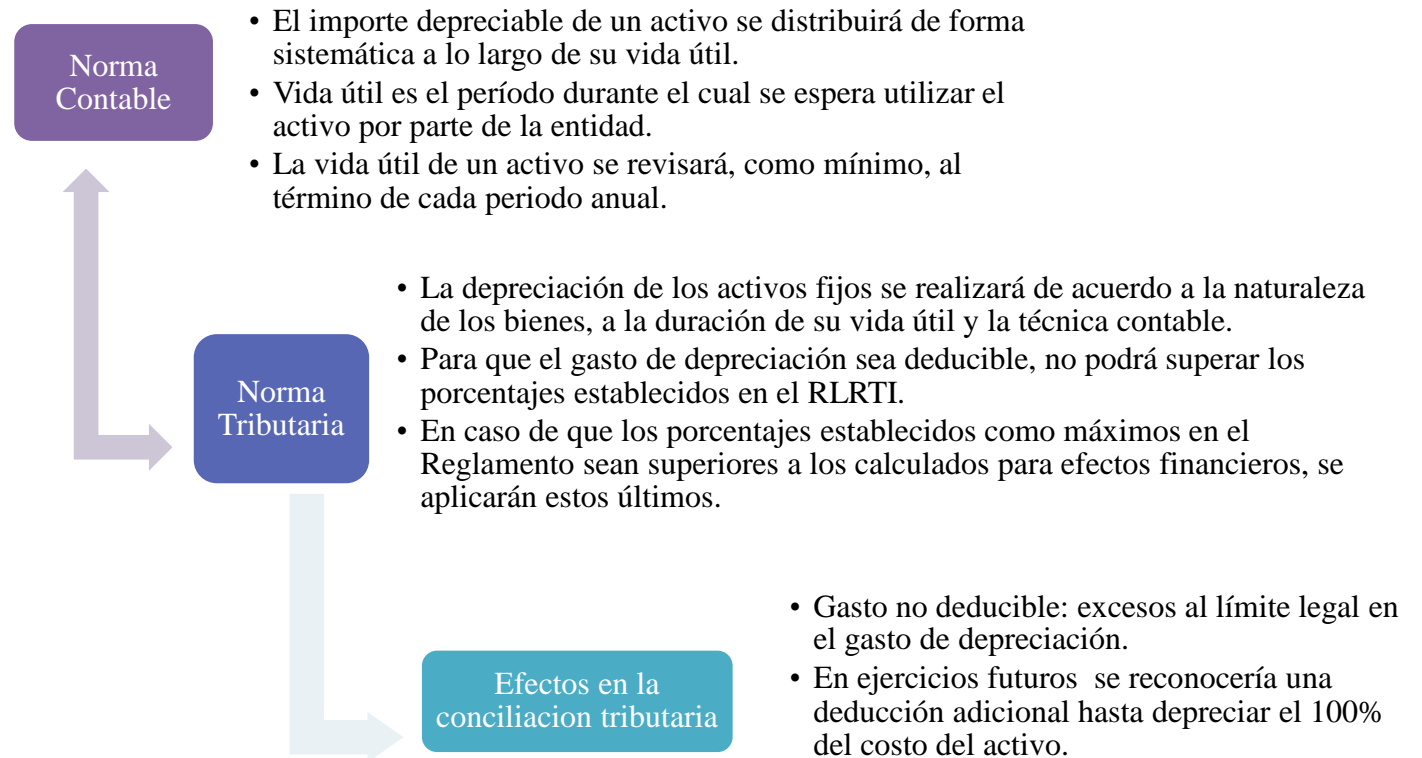 Norma
Contable
• El importe depreciable de un activo se distribuirá de forma
sistemática a lo largo de su vida útil.
• Vida útil es el período durante el cual se espera utilizar el
activo por parte de la entidad.
• La vida útil de un activo se revisará, como mínimo, al
término de cada periodo anual.
Norma
Tributaria
• La depreciación de los activos fijos se realizará de acuerdo a la naturaleza
de los bienes, a la duración de su vida útil y la técnica contable.
• Para que el gasto de depreciación sea deducible, no podrá superar los
porcentajes establecidos en el RLRTI.
• En caso de que los porcentajes establecidos como máximos en el
Reglamento sean superiores a los calculados para efectos financieros, se
aplicarán estos últimos.
Efectos en la
conciliacion tributaria
• Gasto no deducible: excesos al límite legal en
el gasto de depreciación.
• En ejercicios futuros se reconocería una
deducción adicional hasta depreciar el 100%
del costo del activo.